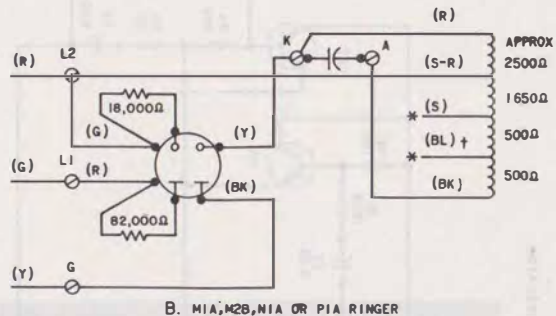 (R)
K
A
APPROX
2500Ω
L2
(R)
(S-R)
1650Ω
18,000Ω
(S)
*
(G)
(Y)
500Ω
(BL) †
*
L1
(G)
(R)
(BK)
(BK)
500Ω
82,000Ω
G
(Y)
B. M1A, M2B, N1A OR P1A RINGER